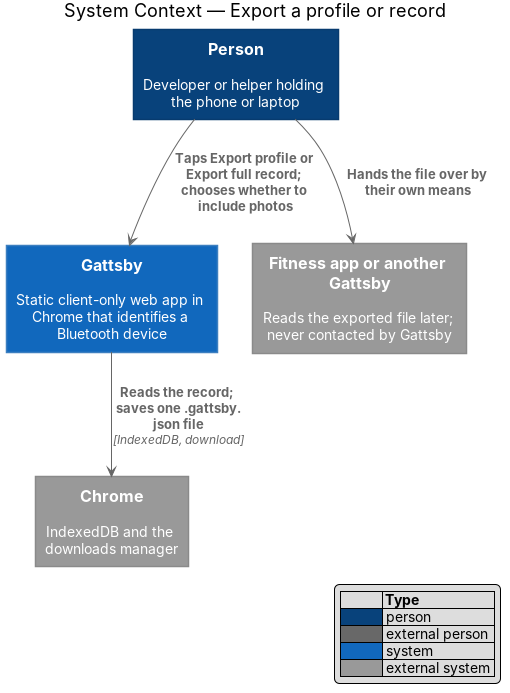 System Context — Export a profile or record
Person
Developer or helper holding
the phone or laptop
Taps Export profile or
Export full record;
chooses whether to
include photos
Hands the file over by
their own means
Gattsby
Static client-only web app in
Chrome that identifies a
Bluetooth device
Fitness app or another
Gattsby
Reads the exported file later;
never contacted by Gattsby
Reads the record;
saves one .gattsby.
json file
[IndexedDB, download]
Chrome
IndexedDB and the
downloads manager
Type
person
external person
system
external system